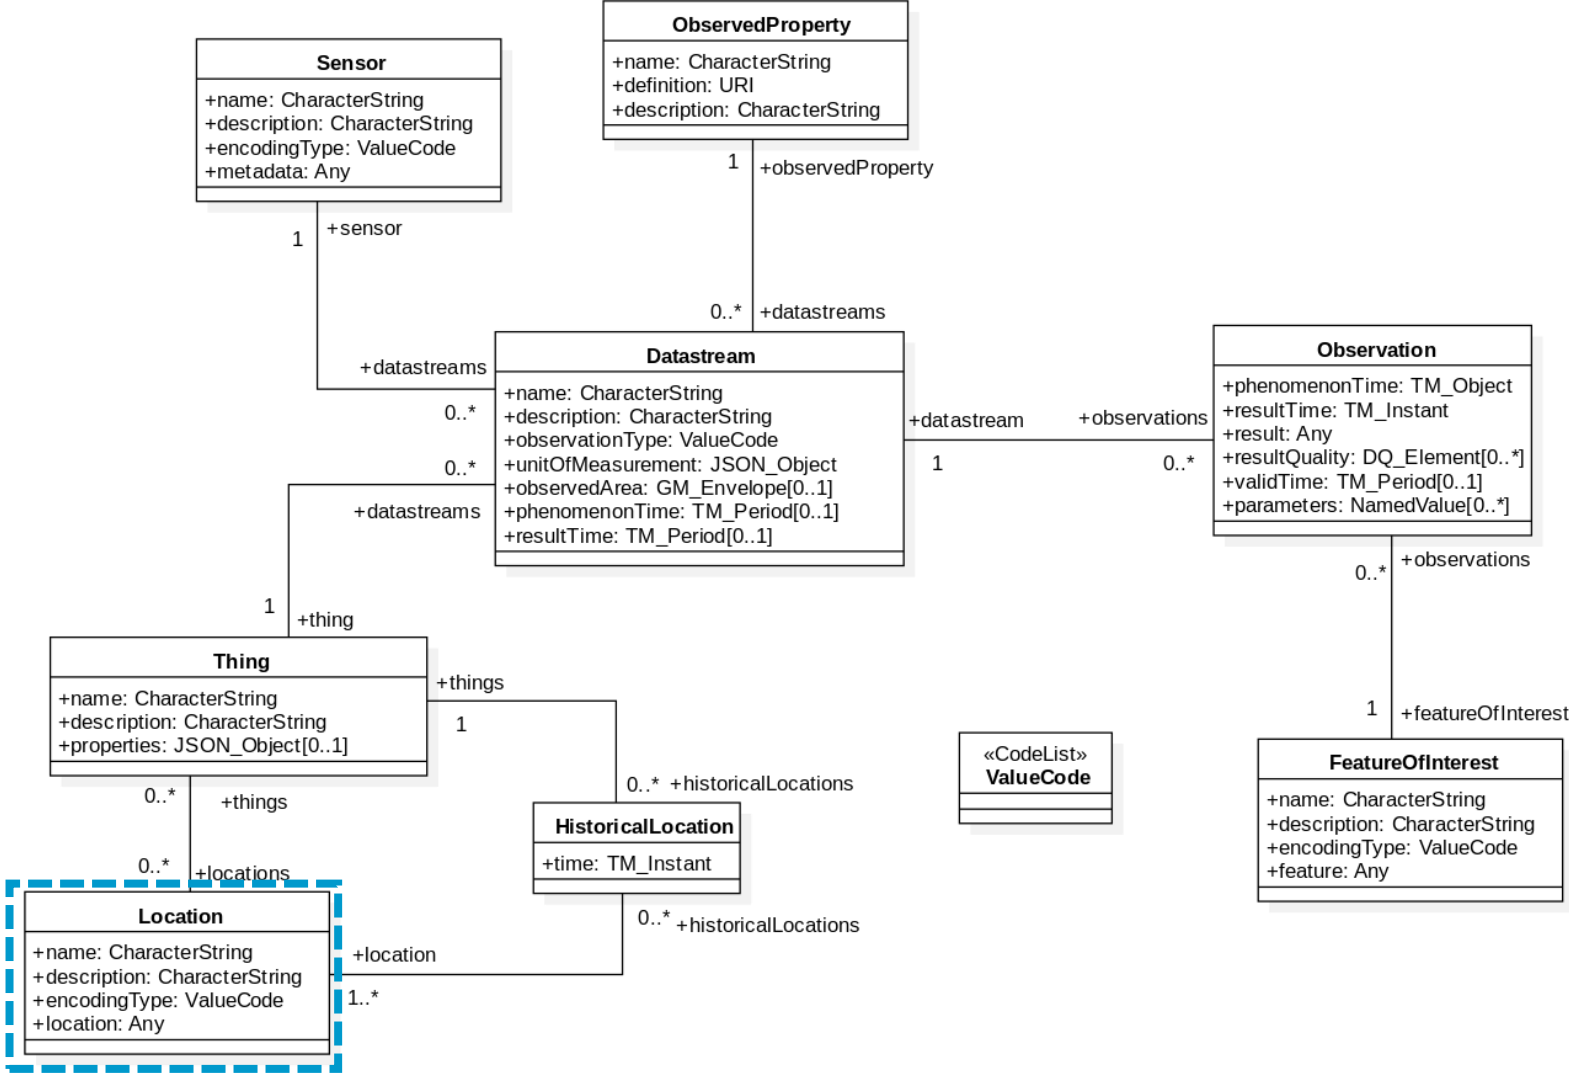 ObservedProperty
+name: CharacterString
+definition: URI
+description: CharacterString
1
+observedProperty
0..*
+datastreams
Sensor
+name: CharacterString
+description: CharacterString
+encodingType: ValueCode
+metadata: Any
1
+sensor
+datastreams
0..*
Datastream
+name: CharacterString
+description: CharacterString
+observationType: ValueCode
+unitOfMeasurement: JSON_Object
+observedArea: GM_Envelope[0..1]
+phenomenonTime: TM_Period[0..1]
+resultTime: TM_Period[0..1]
+datastream
1
+observations
0..*
Observation
+phenomenonTime: TM_Object
+resultTime: TM_Instant
+result: Any
+resultQuality: DQ_Element[0..*]
+validTime: TM_Period[0..1]
+parameters: NamedValue[0..*]
0..*
+observations
1
+featureOfInterest
FeatureOfInterest
+name: CharacterString
+description: CharacterString
+encodingType: ValueCode
+feature: Any
0..*
+datastreams
1
+thing
Thing
+name: CharacterString
+description: CharacterString
+properties: JSON_Object[0..1]
+things
1
0..*
+historicalLocations
HistoricalLocation
+time: TM_Instant
0..*
+historicalLocations
0..*
+things
0..*
+locations
Location
+name: CharacterString
+description: CharacterString
+encodingType: ValueCode
+location: Any
+location
1..*
«CodeList»
ValueCode